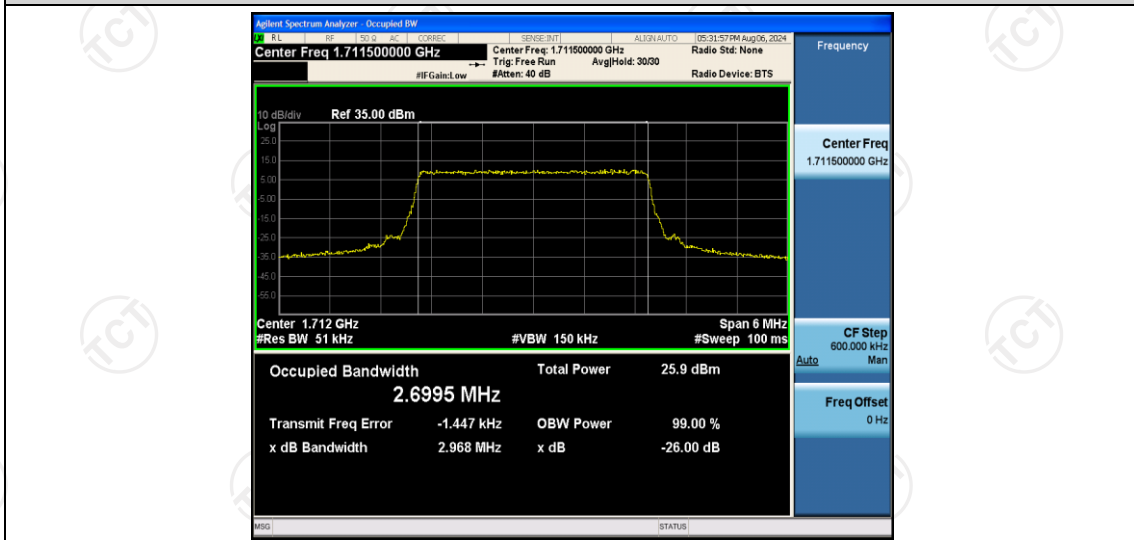 Agilent Spectrum Analyzer - Occupied BW
LXI RL RF 50 Ω AC CORREC SENSE:INT ALIGN AUTO 05:31:57 PM Aug 06, 2024
Center Freq 1.711500000 GHz
Center Freq: 1.711500000 GHz
Radio Std: None
Trig: Free Run Avg|Hold: 30/30
#IFGain:Low #Atten: 40 dB Radio Device: BTS
10 dB/div Ref 35.00 dBm
Log
25.0
15.0
5.00
-5.00
-15.0
-25.0
-35.0
-45.0
-55.0
Center 1.712 GHz Span 6 MHz
#Res BW 51 kHz #VBW 150 kHz #Sweep 100 ms
Occupied Bandwidth Total Power 25.9 dBm
2.6995 MHz
Transmit Freq Error -1.447 kHz OBW Power 99.00 %
x dB Bandwidth 2.968 MHz x dB -26.00 dB
MSG STATUS
Frequency
Center Freq
1.711500000 GHz
CF Step
600.000 kHz
Auto Man
Freq Offset
0 Hz
TCT
TCT
TCT
TCT